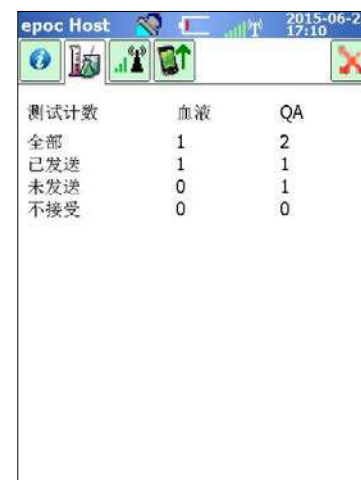 epoc Host 2015-06-2
17:10
测试计数 血液 QA
全部 1 2
已发送 1 1
未发送 0 1
不接受 0 0